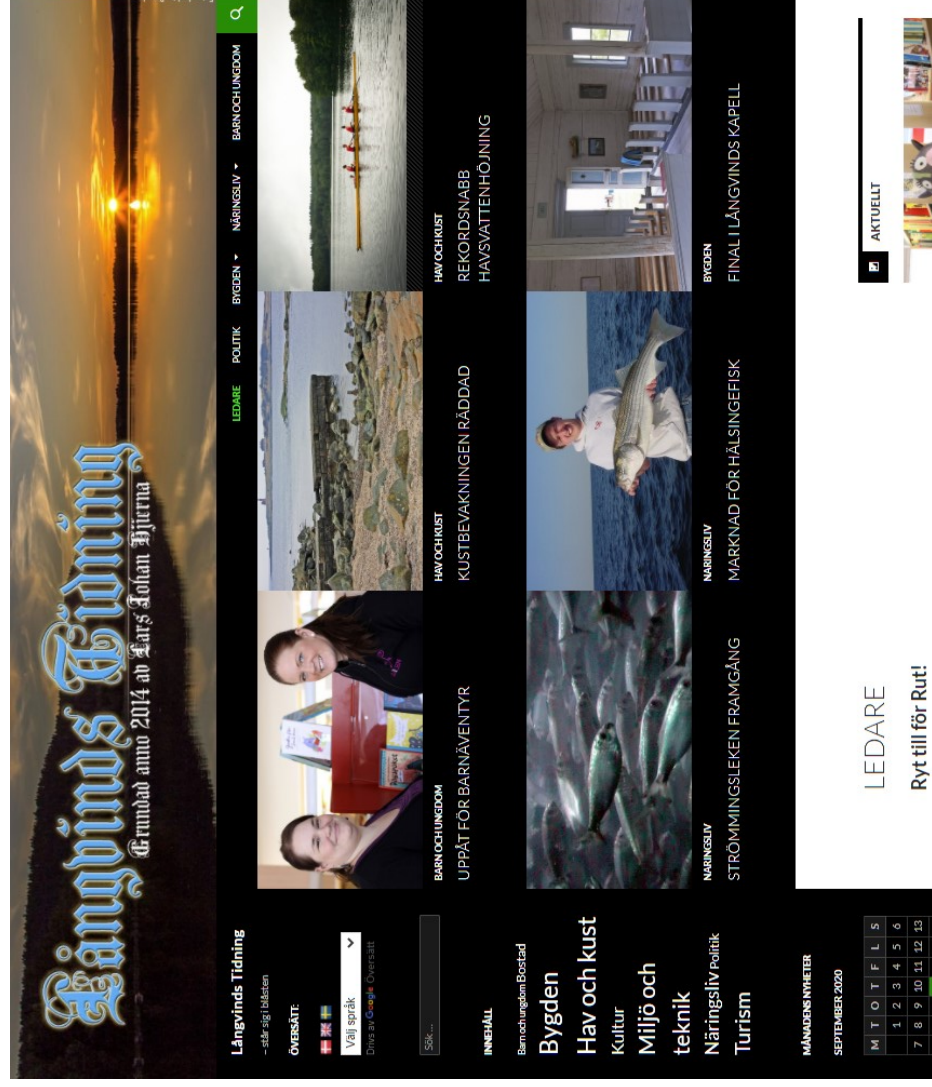 Långvinds Tidning
Grundad anno 2014 av Lars Johan Hjierna
LEDARE POLITIK BYGDEN NÄRINGSLIV BARN OCH UNGDOM
Långvinds Tidning
– står sig i blåsten
ÖVERSÄTT:
Välj språk
Drivs av Google Översätt
Sök …
INNEHÅLL
Barn och ungdom Bostad
Bygden
Hav och kust
Kultur
Miljö och
teknik
Näringsliv Politik
Turism
MÅNADENS NYHETER
SEPTEMBER 2020
M T O T F L S
1 2 3 4 5 6
7 8 9 10 11 12 13
BARN OCH UNGDOM
UPPÅT FÖR BARNÄVENTYR
HAV OCH KUST
KUSTBEVAKNINGEN RÄDDAD
HAV OCH KUST
REKORDSNABB
HAVSVATTENHÖJNING
NÄRINGSLIV
STRÖMMINGSLEKEN FRAMGÅNG
NÄRINGSLIV
MARKNAD FÖR HÄLSINGEFISK
BYGDEN
FINAL I LÅNGVINDS KAPELL
LEDARE
Ryt till för Rut!
AKTUELLT